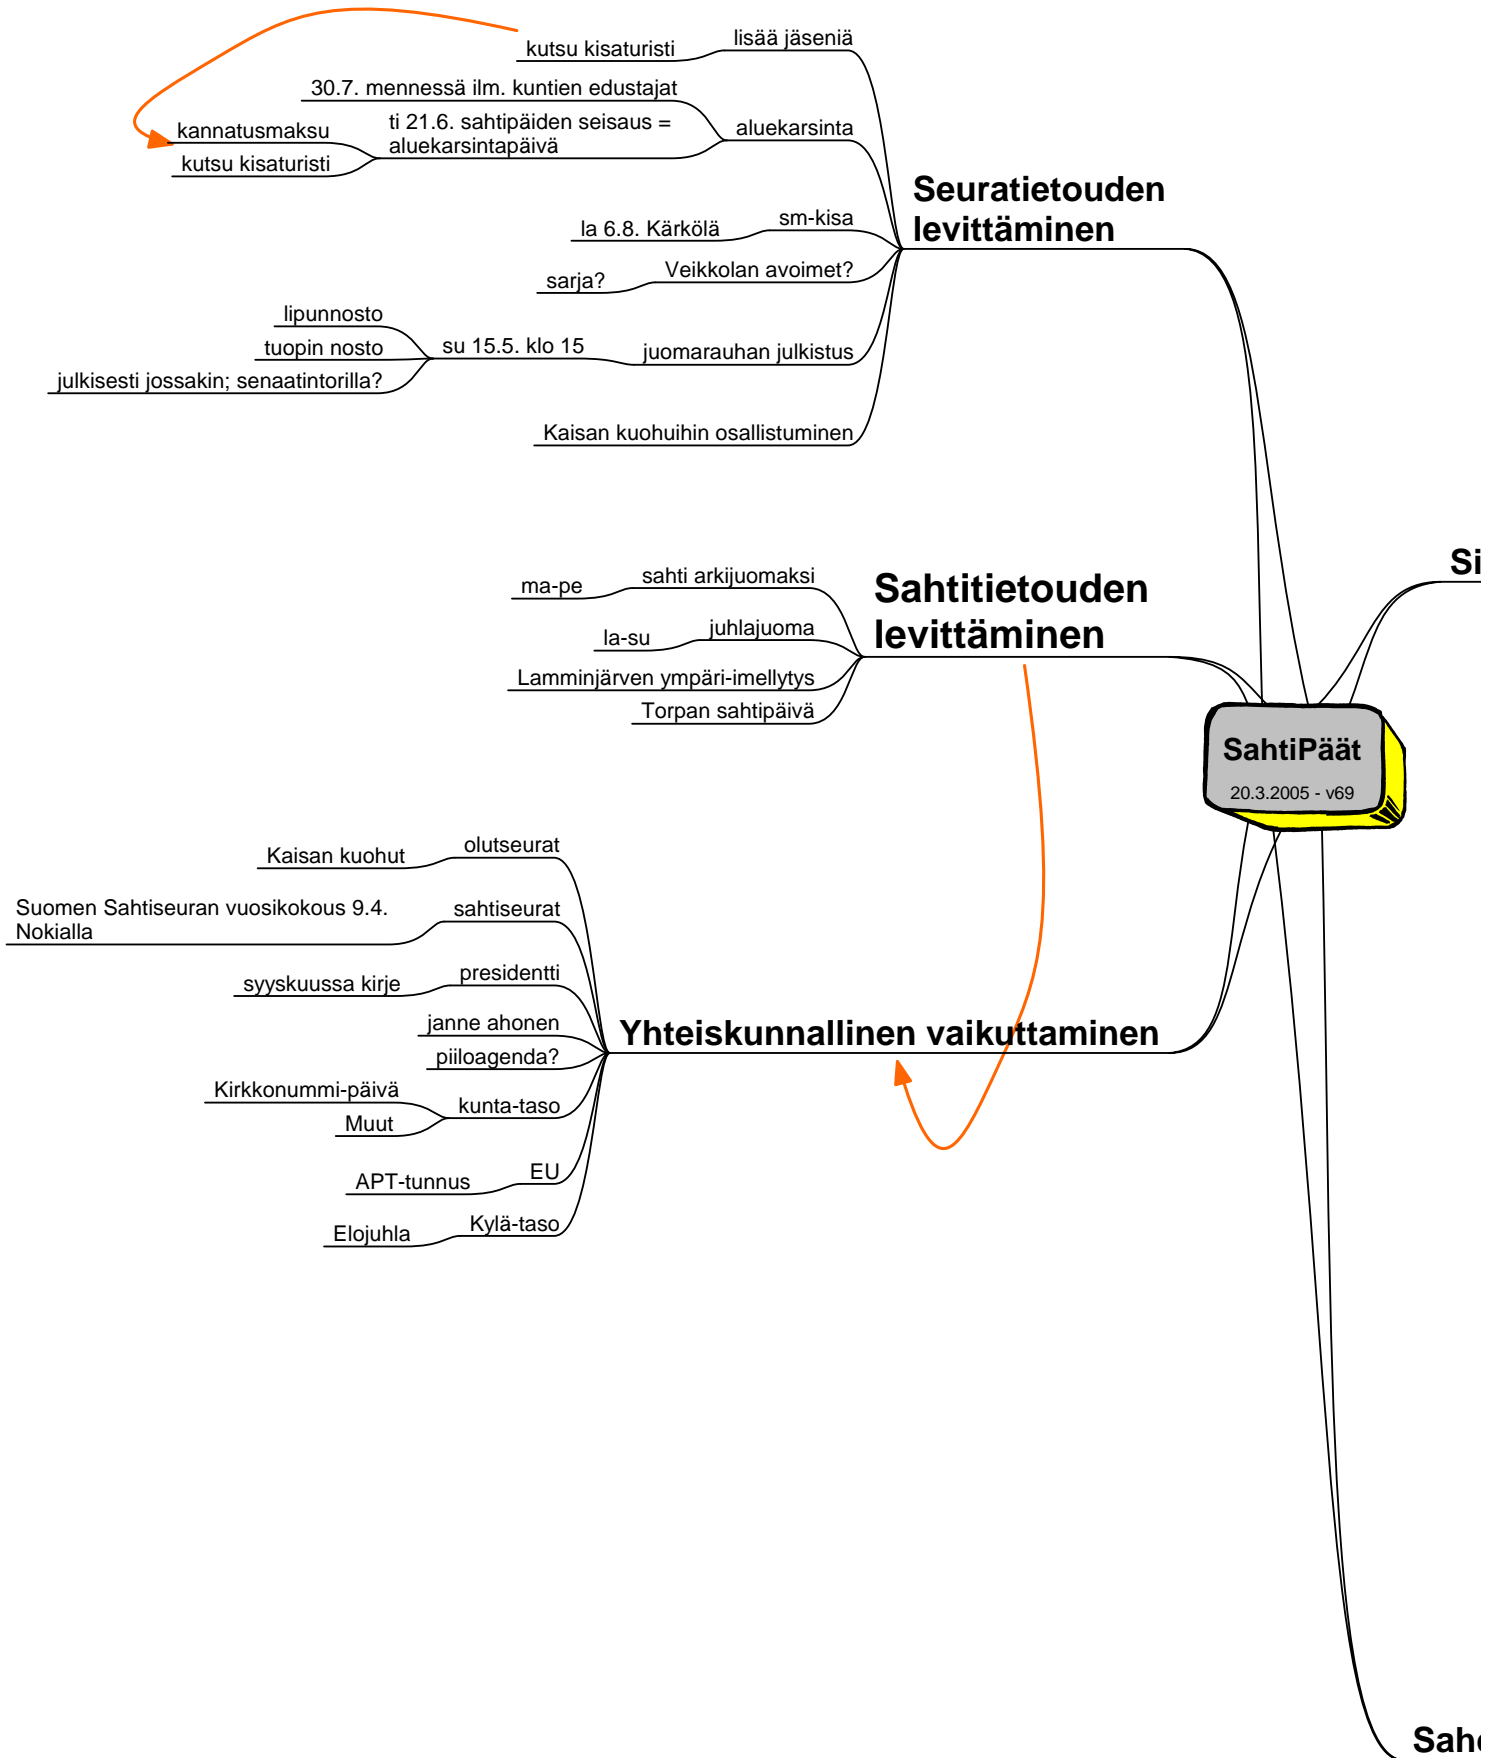 lisää jäseniä
kutsu kisaturisti
30.7. mennessä ilm. kuntien edustajat
ti 21.6. sahtipäiden seisaus =
aluekarsintapäivä
aluekarsinta
kannatusmaksu
kutsu kisaturisti
Seuratietouden
levittäminen
sm-kisa
la 6.8. Kärkölä
Veikkolan avoimet?
sarja?
lipunnosto
tuopin nosto
su 15.5. klo 15
juomarauhan julkistus
julkisesti jossakin; senaatintorilla?
Kaisan kuohuihin osallistuminen
Si
sahti arkijuomaksi
ma-pe
Sahtitietouden
levittäminen
juhlajuoma
la-su
Lamminjärven ympäri-imellytys
Torpan sahtipäivä
SahtiPäät
20.3.2005 - v69
olutseurat
Kaisan kuohut
sahtiseurat
Suomen Sahtiseuran vuosikokous 9.4.
Nokialla
presidentti
syyskuussa kirje
janne ahonen
Yhteiskunnallinen vaikuttaminen
piiloagenda?
Kirkkonummi-päivä
kunta-taso
Muut
EU
APT-tunnus
Kylä-taso
Elojuhla